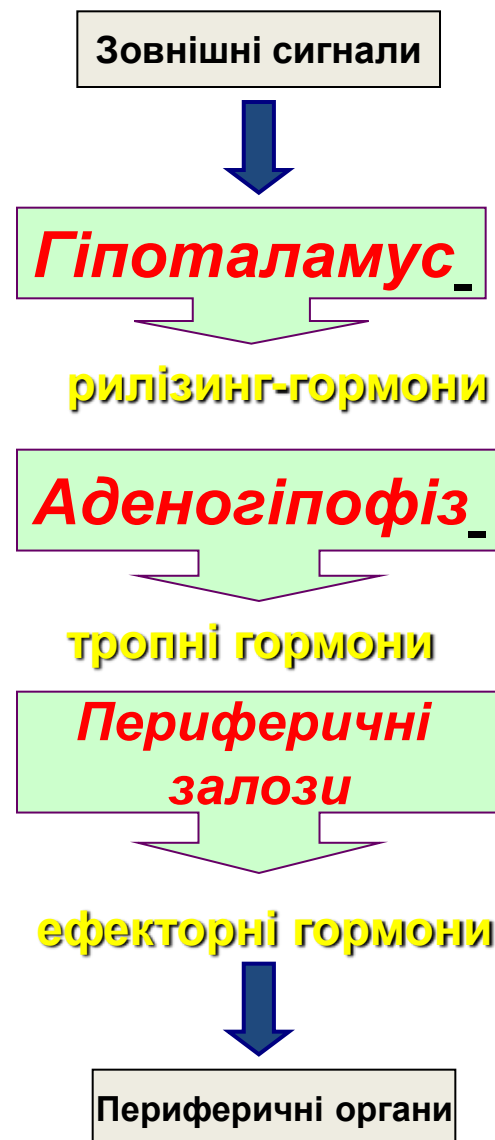 Зовнішні сигнали
Гіпоталамус
рилізинг-гормони
Аденогіпофіз
тропні гормони
Периферичні
залози
ефекторні гормони
Периферичні органи